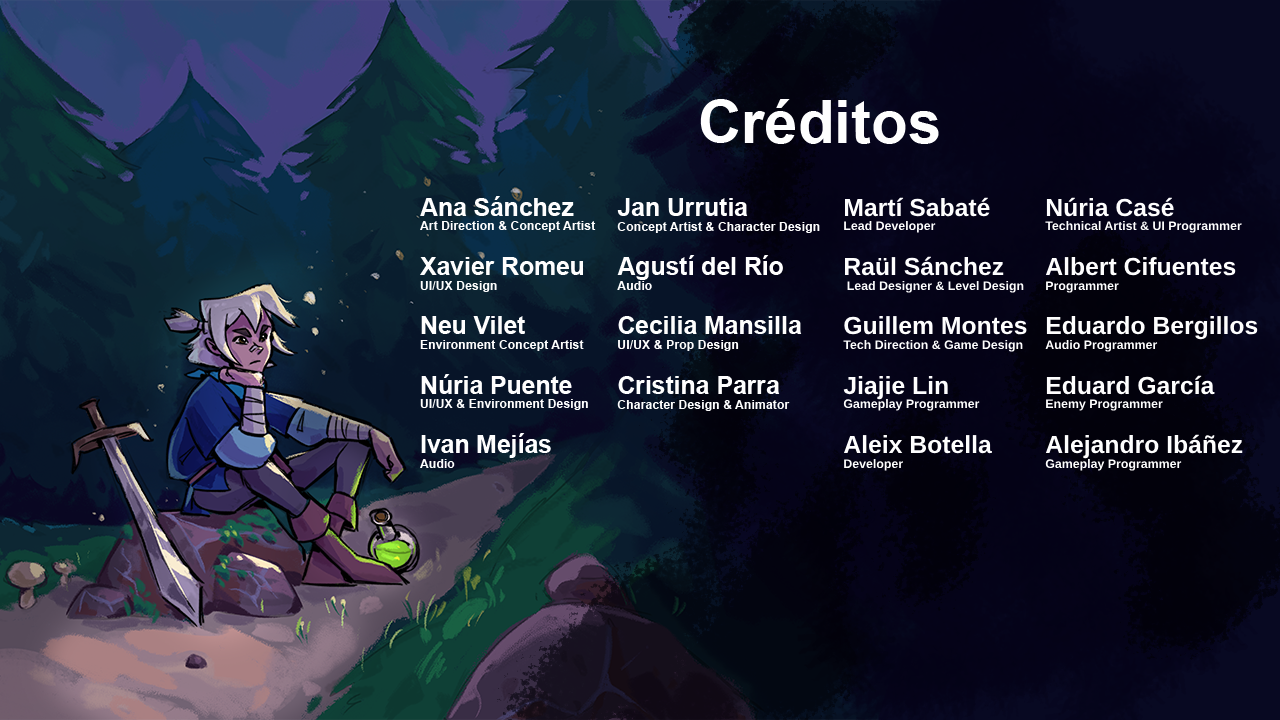 Créditos
Ana Sánchez
Art Direction & Concept Artist
Xavier Romeu
UI/UX Design
Neu Vilet
Environment Concept Artist
Núria Puente
UI/UX & Environment Design
Ivan Mejías
Audio
Jan Urrutia
Concept Artist & Character Design
Agustí del Río
Audio
Cecilia Mansilla
UI/UX & Prop Design
Cristina Parra
Character Design & Animator
Martí Sabaté
Lead Developer
Raül Sánchez
Lead Designer & Level Design
Guillem Montes
Tech Direction & Game Design
Jiajie Lin
Gameplay Programmer
Aleix Botella
Developer
Núria Casé
Technical Artist & UI Programmer
Albert Cifuentes
Programmer
Eduardo Bergillos
Audio Programmer
Eduard García
Enemy Programmer
Alejandro Ibáñez
Gameplay Programmer